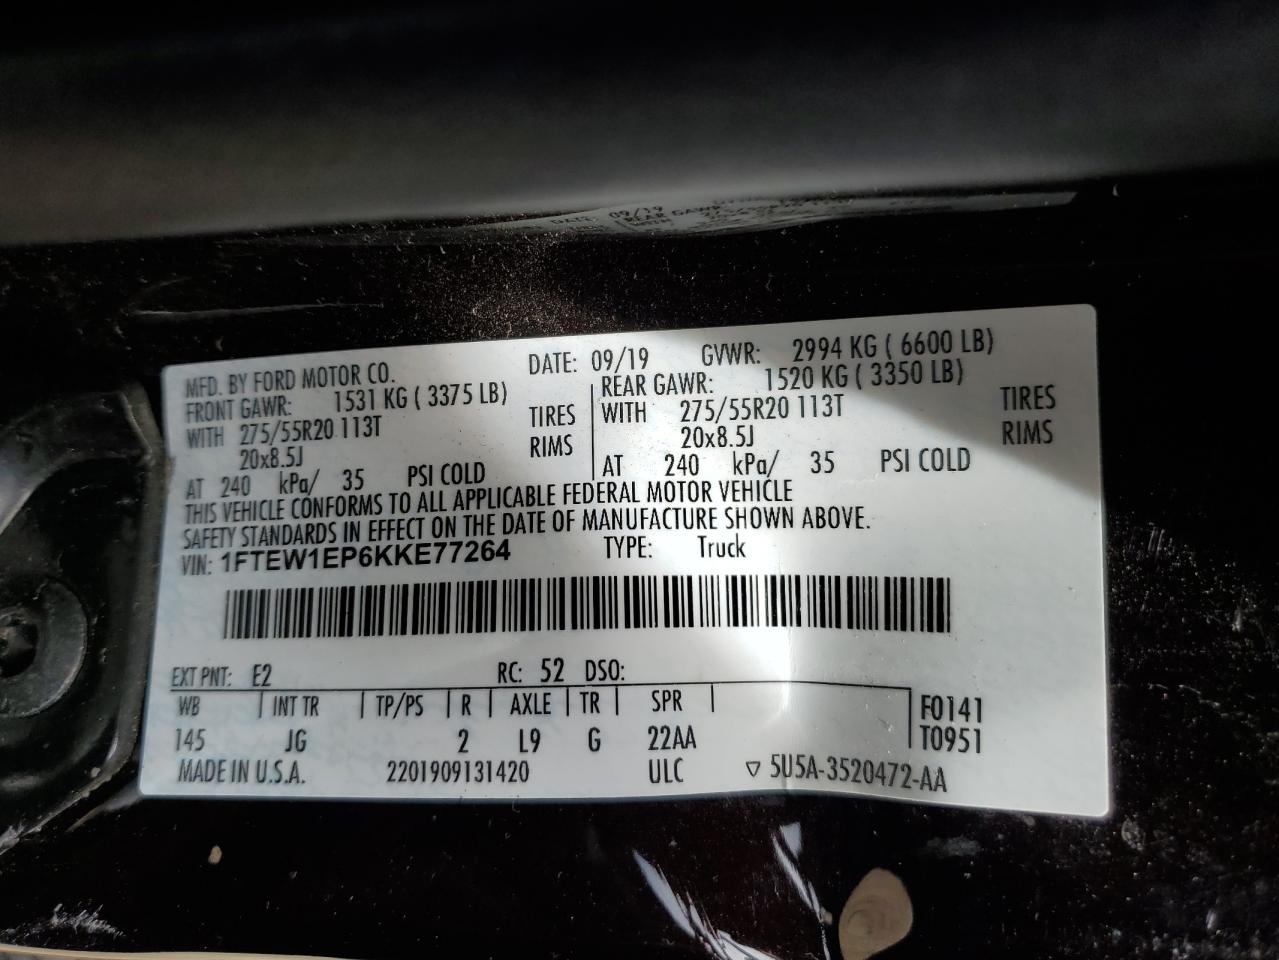 DATE: 09/19
REAR GAWR:
MFD. BY FORD MOTOR CO. DATE: 09/19 GVWR: 2994 KG ( 6600 LB)
FRONT GAWR: 1531 KG ( 3375 LB) REAR GAWR: 1520 KG ( 3350 LB)
WITH 275/55R20 113T TIRES WITH 275/55R20 113T TIRES
20x8.5J RIMS 20x8.5J RIMS
AT 240 kPa/ 35 PSI COLD AT 240 kPa/ 35 PSI COLD
THIS VEHICLE CONFORMS TO ALL APPLICABLE FEDERAL MOTOR VEHICLE
SAFETY STANDARDS IN EFFECT ON THE DATE OF MANUFACTURE SHOWN ABOVE.
VIN: 1FTEW1EP6KKE77264 TYPE: Truck
EXT PNT: E2 RC: 52 DSO:
WB INT TR TP/PS R AXLE TR SPR F0141
145 JG 2 L9 G 22AA T0951
MADE IN U.S.A. 2201909131420 ULC ▽ 5U5A-3520472-AA